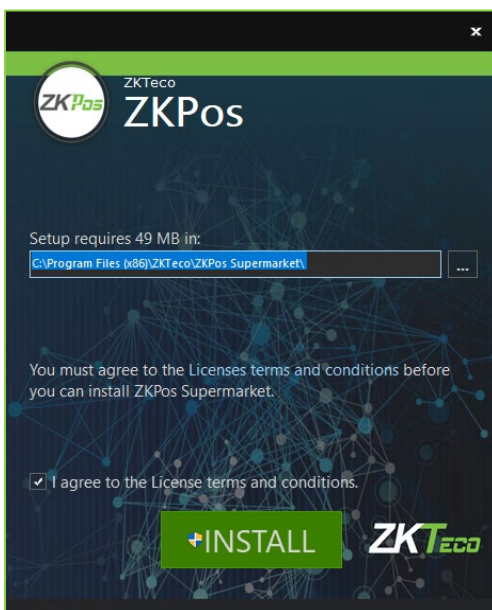 x
ZKPos
ZKTeco
ZKPos
Setup requires 49 MB in:
C:\Program Files (x86)\ZKTeco\ZKPos Supermarket\
...
You must agree to the Licenses terms and conditions before
you can install ZKPos Supermarket.
I agree to the License terms and conditions.
INSTALL
ZKTeco